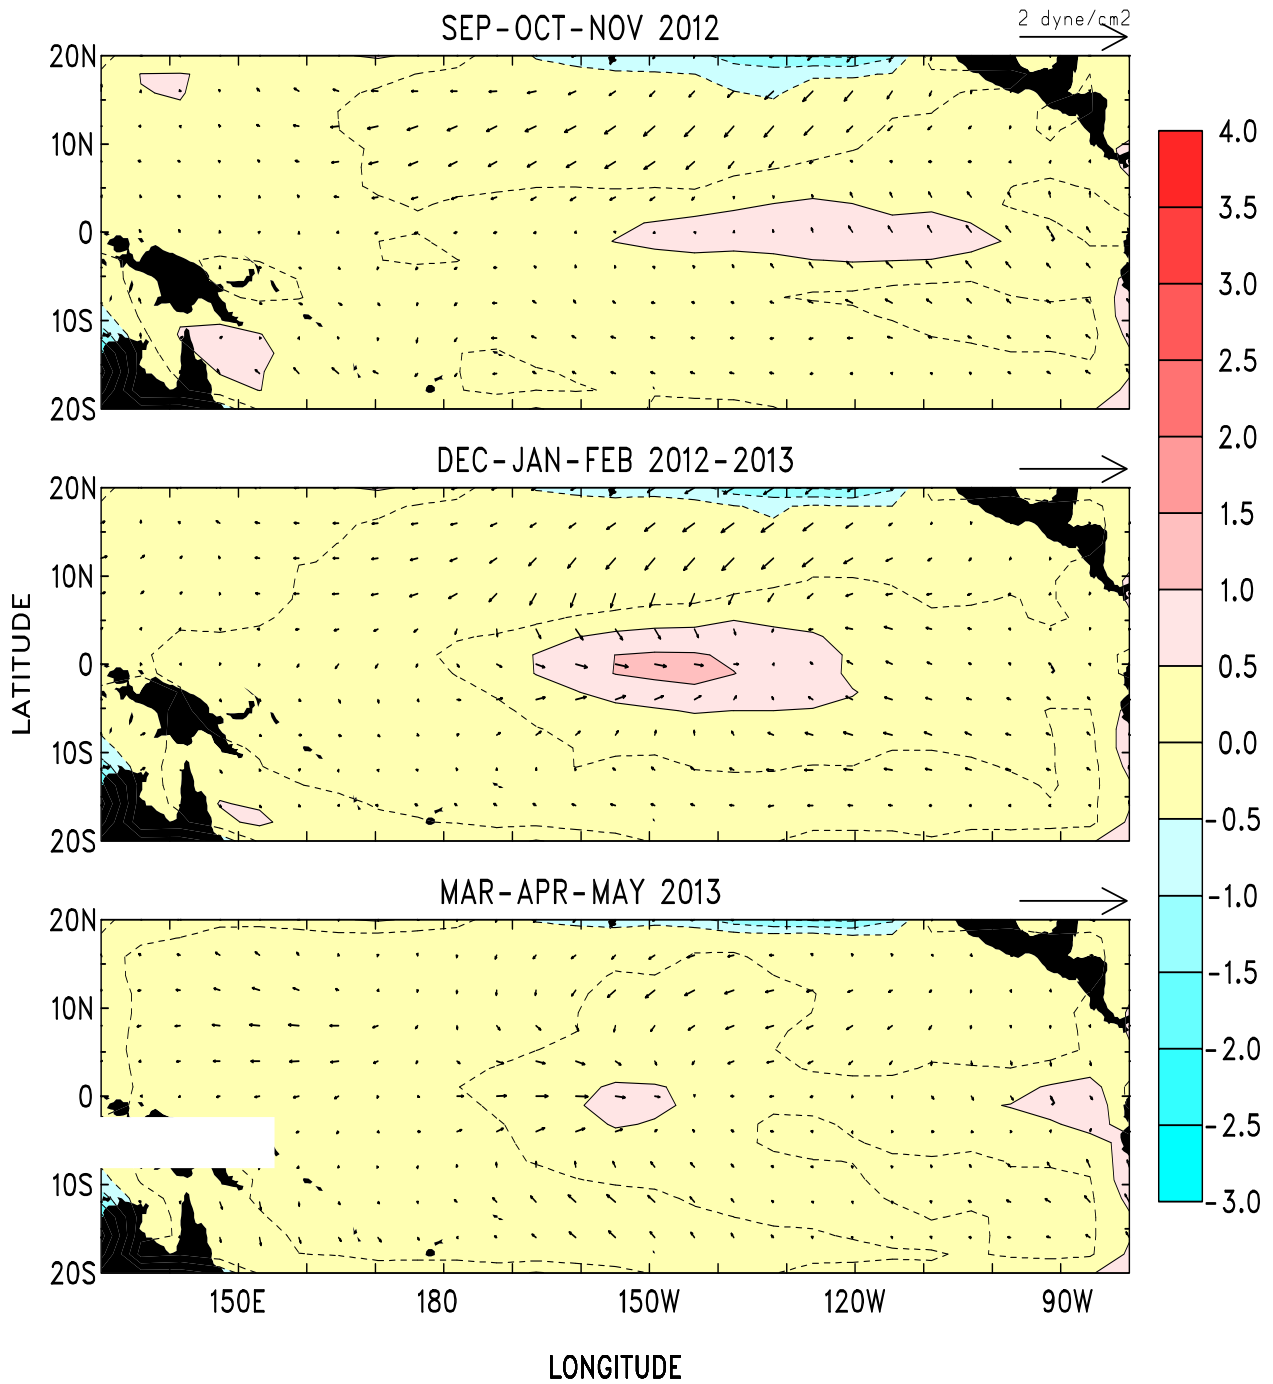 SEP-OCT-NOV 2012
2 dyne/cm2
20N
10N
0
10S
20S
DEC-JAN-FEB 2012-2013
20N
10N
0
10S
20S
LATITUDE
MAR-APR-MAY 2013
20N
10N
0
10S
20S
150E 180 150W 120W 90W
LONGITUDE
4.0
3.5
3.0
2.5
2.0
1.5
1.0
0.5
0.0
-0.5
-1.0
-1.5
-2.0
-2.5
-3.0